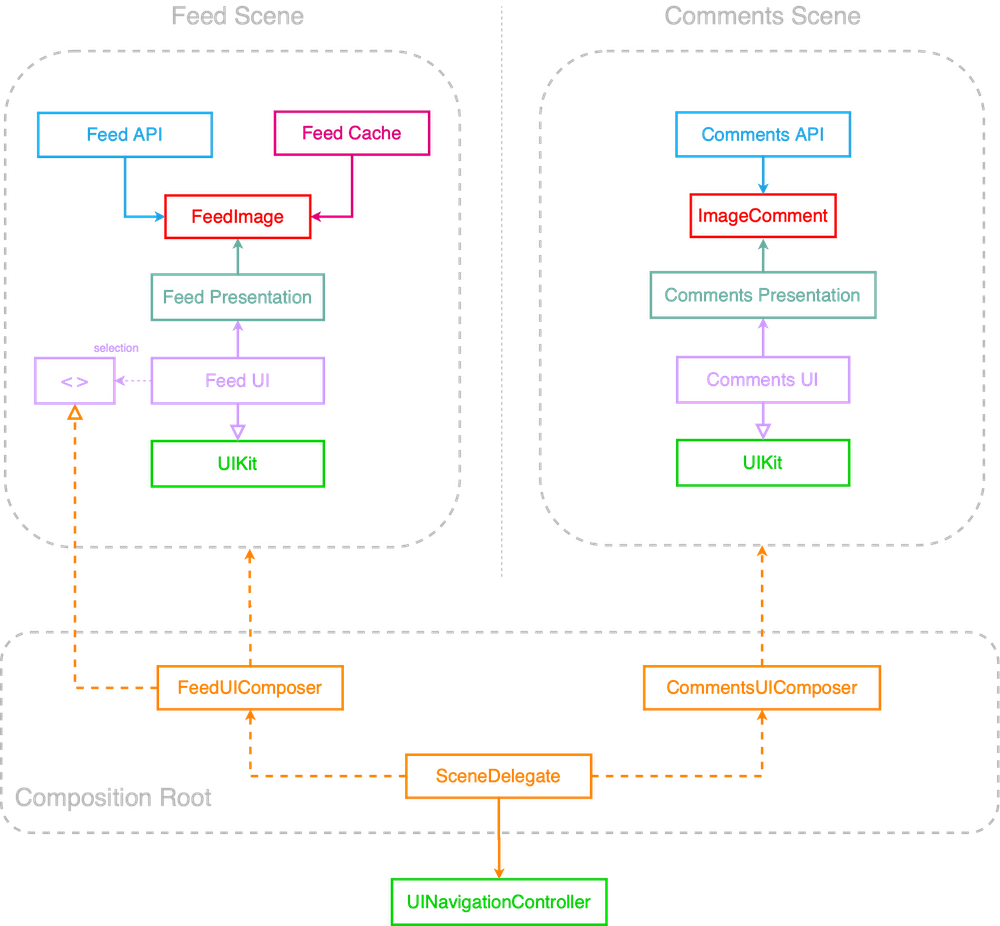 Feed Scene
Comments Scene
Feed API
Feed Cache
Comments API
FeedImage
ImageComment
Feed Presentation
Comments Presentation
selection
<>
Feed UI
Comments UI
UIKit
UIKit
FeedUIComposer
CommentsUIComposer
SceneDelegate
Composition Root
UINavigationController